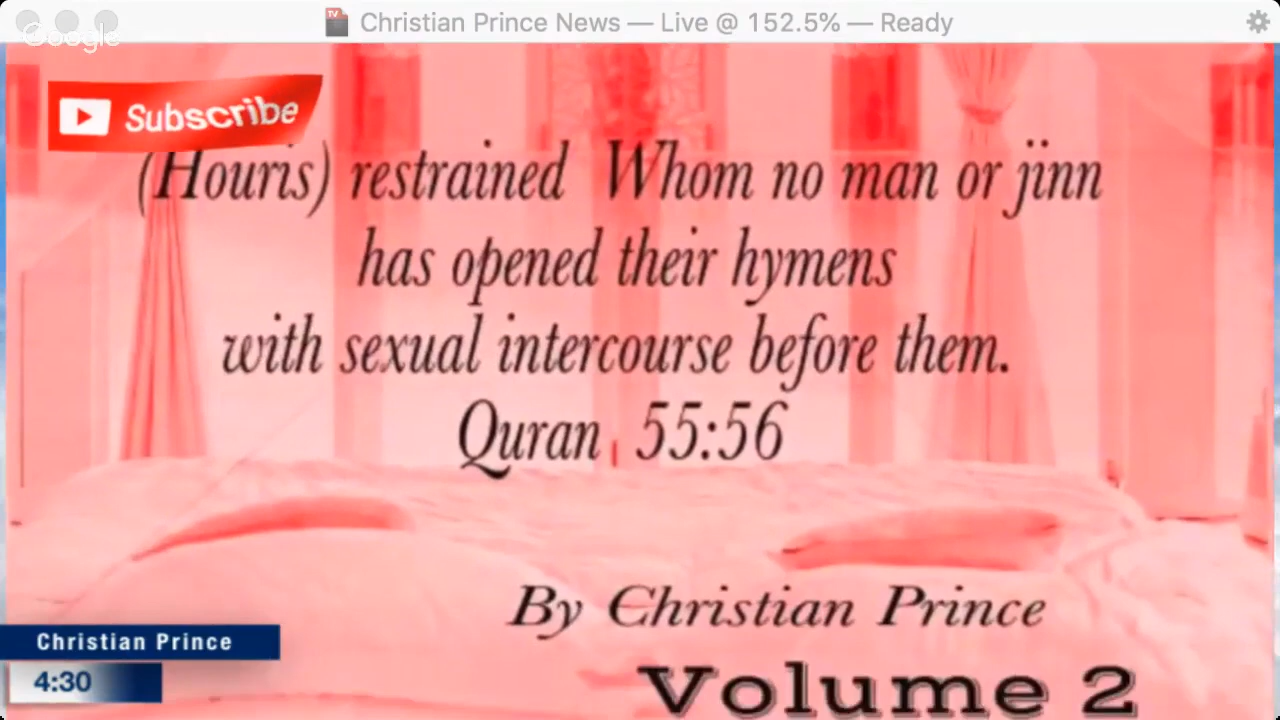 Christian Prince News — Live @ 152.5% — Ready
Google
Subscribe
(Houris) restrained Whom no man or jinn
has opened their hymens
with sexual intercourse before them.
Quran 55:56
By Christian Prince
Volume 2
Christian Prince
4:30